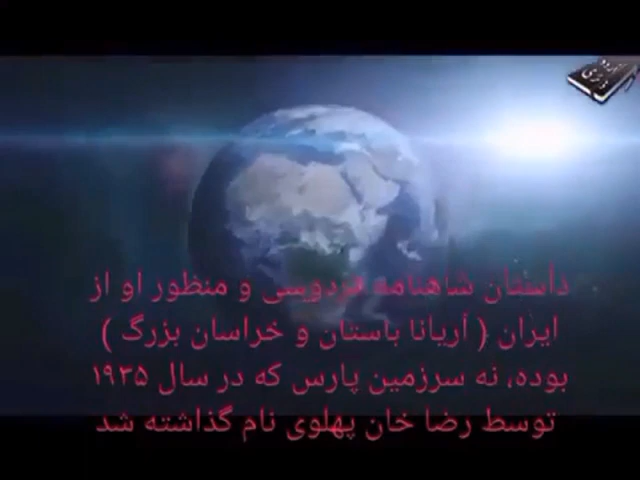 داستان شاهنامه فردوسی و منظور او از
ایران ( آریانا باستان و خراسان بزرگ )
بوده، نه سرزمین پارس که در سال ۱۹۳۵
توسط رضا خان پهلوی نام گذاشته شد